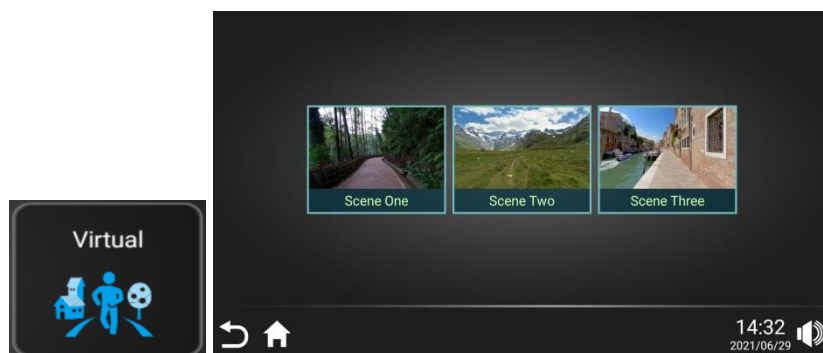 Virtual
Scene One
Scene Two
Scene Three
14:32
2021/06/29